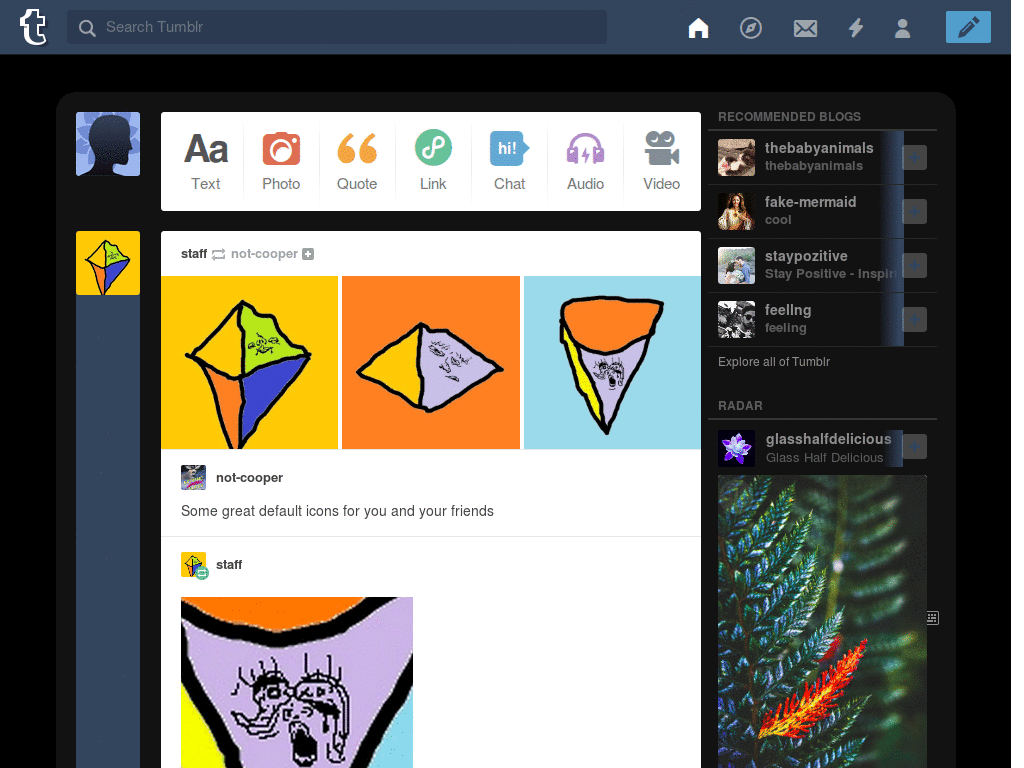 t
Search Tumblr
Aa
hi!
Text
Photo
Quote
Link
Chat
Audio
Video
staff not-cooper
not-cooper
Some great default icons for you and your friends
staff
RECOMMENDED BLOGS
thebabyanimals
thebabyanimals
fake-mermaid
cool
staypozitive
Stay Positive - Inspiri
feellng
feeling
Explore all of Tumblr
RADAR
glasshalfdelicious
Glass Half Delicious